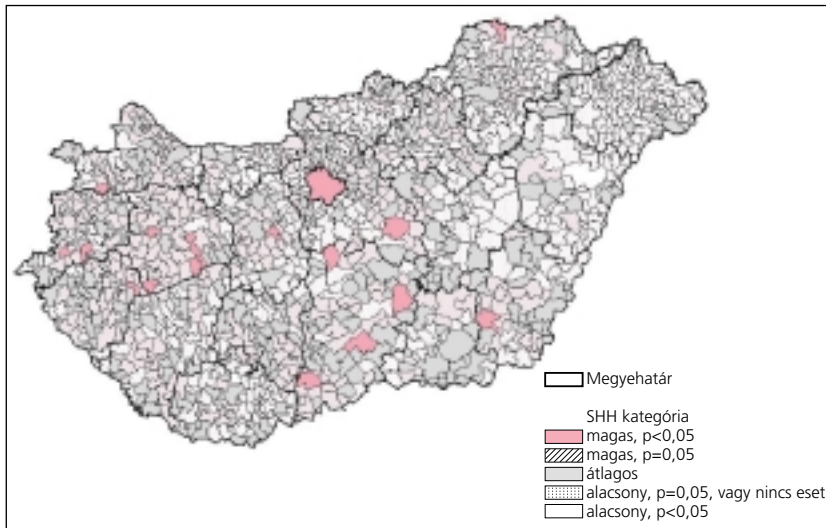 Megyehatár
SHH kategória
magas, p<0,05
magas, p=0,05
átlagos
alacsony, p=0,05, vagy nincs eset
alacsony, p<0,05